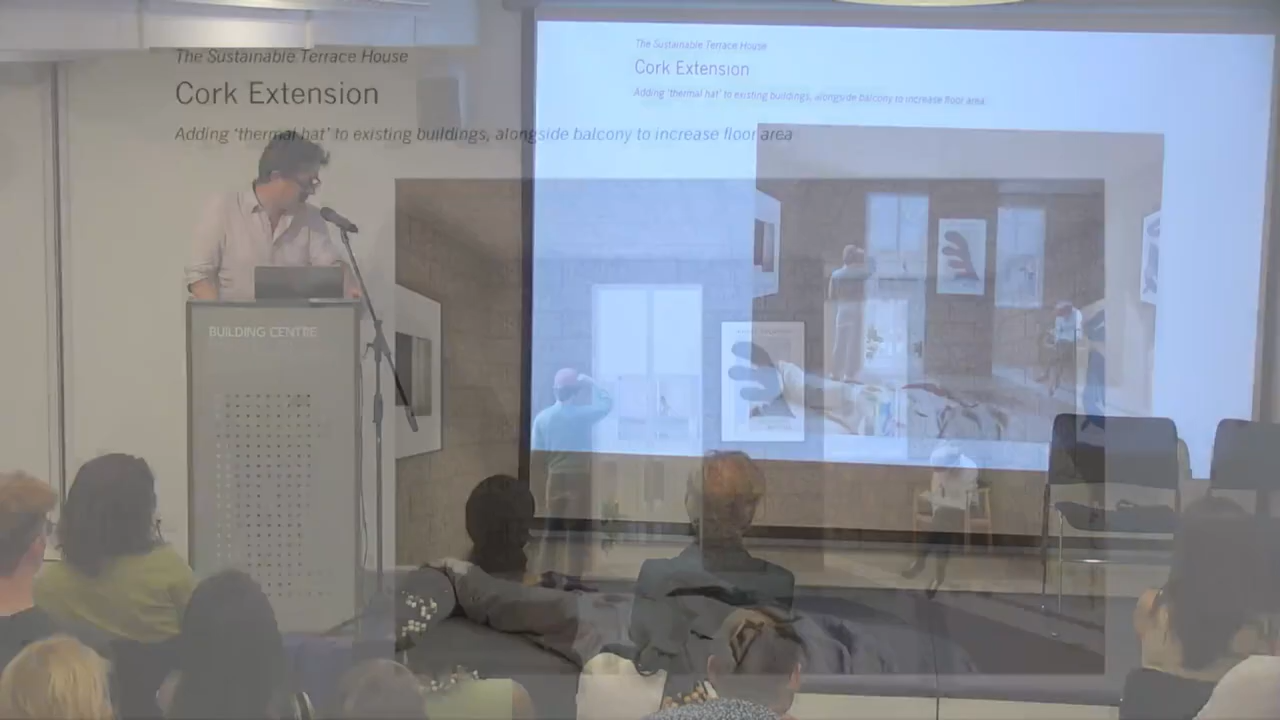 The Sustainable Terrace House
Cork Extension
Adding ‘thermal hat’ to existing buildings, alongside balcony to increase floor area
The Sustainable Terrace House
Cork Extension
Adding 'thermal hat' to existing buildings, alongside balcony to increase floor area.
BUILDING CENTRE